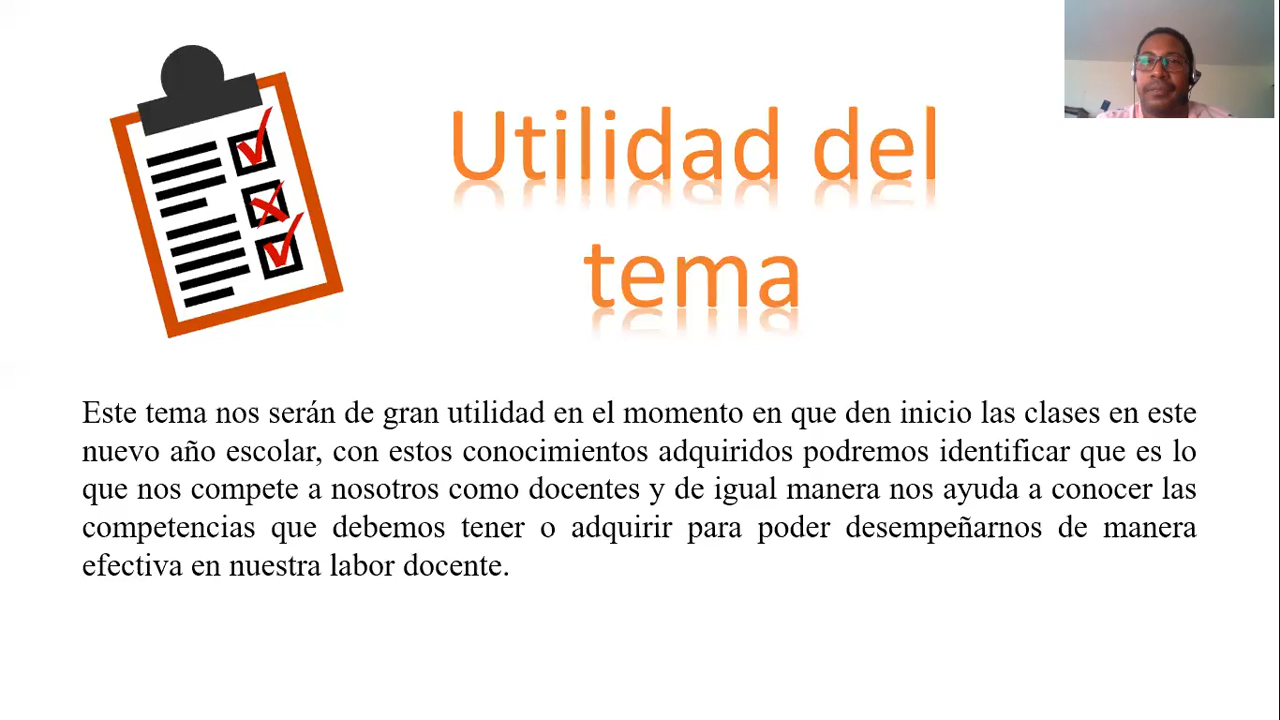 Utilidad del
tema
Este tema nos serán de gran utilidad en el momento en que den inicio las clases en este
nuevo año escolar, con estos conocimientos adquiridos podremos identificar que es lo
que nos compete a nosotros como docentes y de igual manera nos ayuda a conocer las
competencias que debemos tener o adquirir para poder desempeñarnos de manera
efectiva en nuestra labor docente.